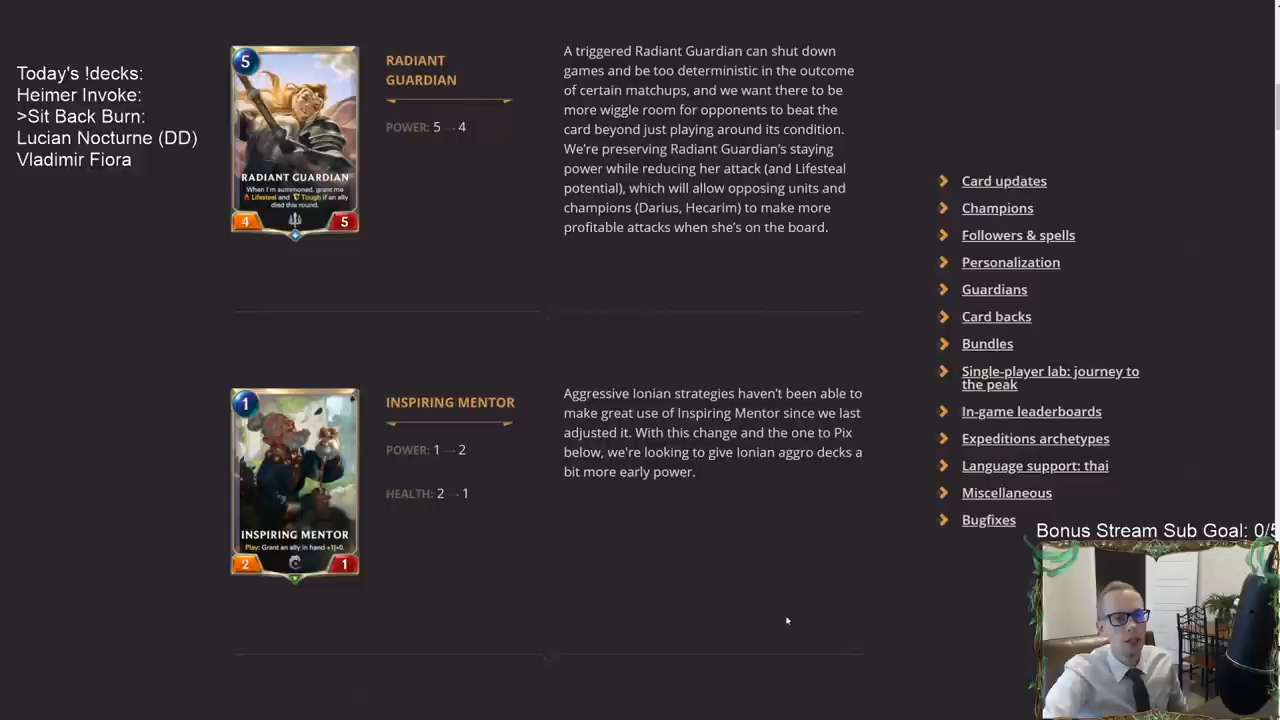 Today's !decks:
Heimer Invoke:
>Sit Back Burn:
Lucian Nocturne (DD)
Vladimir Fiora
5
RADIANT GUARDIAN
When I'm summoned, grant me
Lifesteal and Tough if an ally
died this round.
4
5
RADIANT
GUARDIAN
POWER: 5 → 4
A triggered Radiant Guardian can shut down
games and be too deterministic in the outcome
of certain matchups, and we want there to be
more wiggle room for opponents to beat the
card beyond just playing around its condition.
We're preserving Radiant Guardian's staying
power while reducing her attack (and Lifesteal
potential), which will allow opposing units and
champions (Darius, Hecarim) to make more
profitable attacks when she's on the board.
1
INSPIRING MENTOR
Play: Grant an ally in hand +1|+0.
2
1
INSPIRING MENTOR
POWER: 1 → 2
HEALTH: 2 → 1
Aggressive Ionian strategies haven't been able to
make great use of Inspiring Mentor since we last
adjusted it. With this change and the one to Pix
below, we're looking to give Ionian aggro decks a
bit more early power.
Card updates
Champions
Followers & spells
Personalization
Guardians
Card backs
Bundles
Single-player lab: journey to
the peak
In-game leaderboards
Expeditions archetypes
Language support: thai
Miscellaneous
Bugfixes
Bonus Stream Sub Goal: 0/5